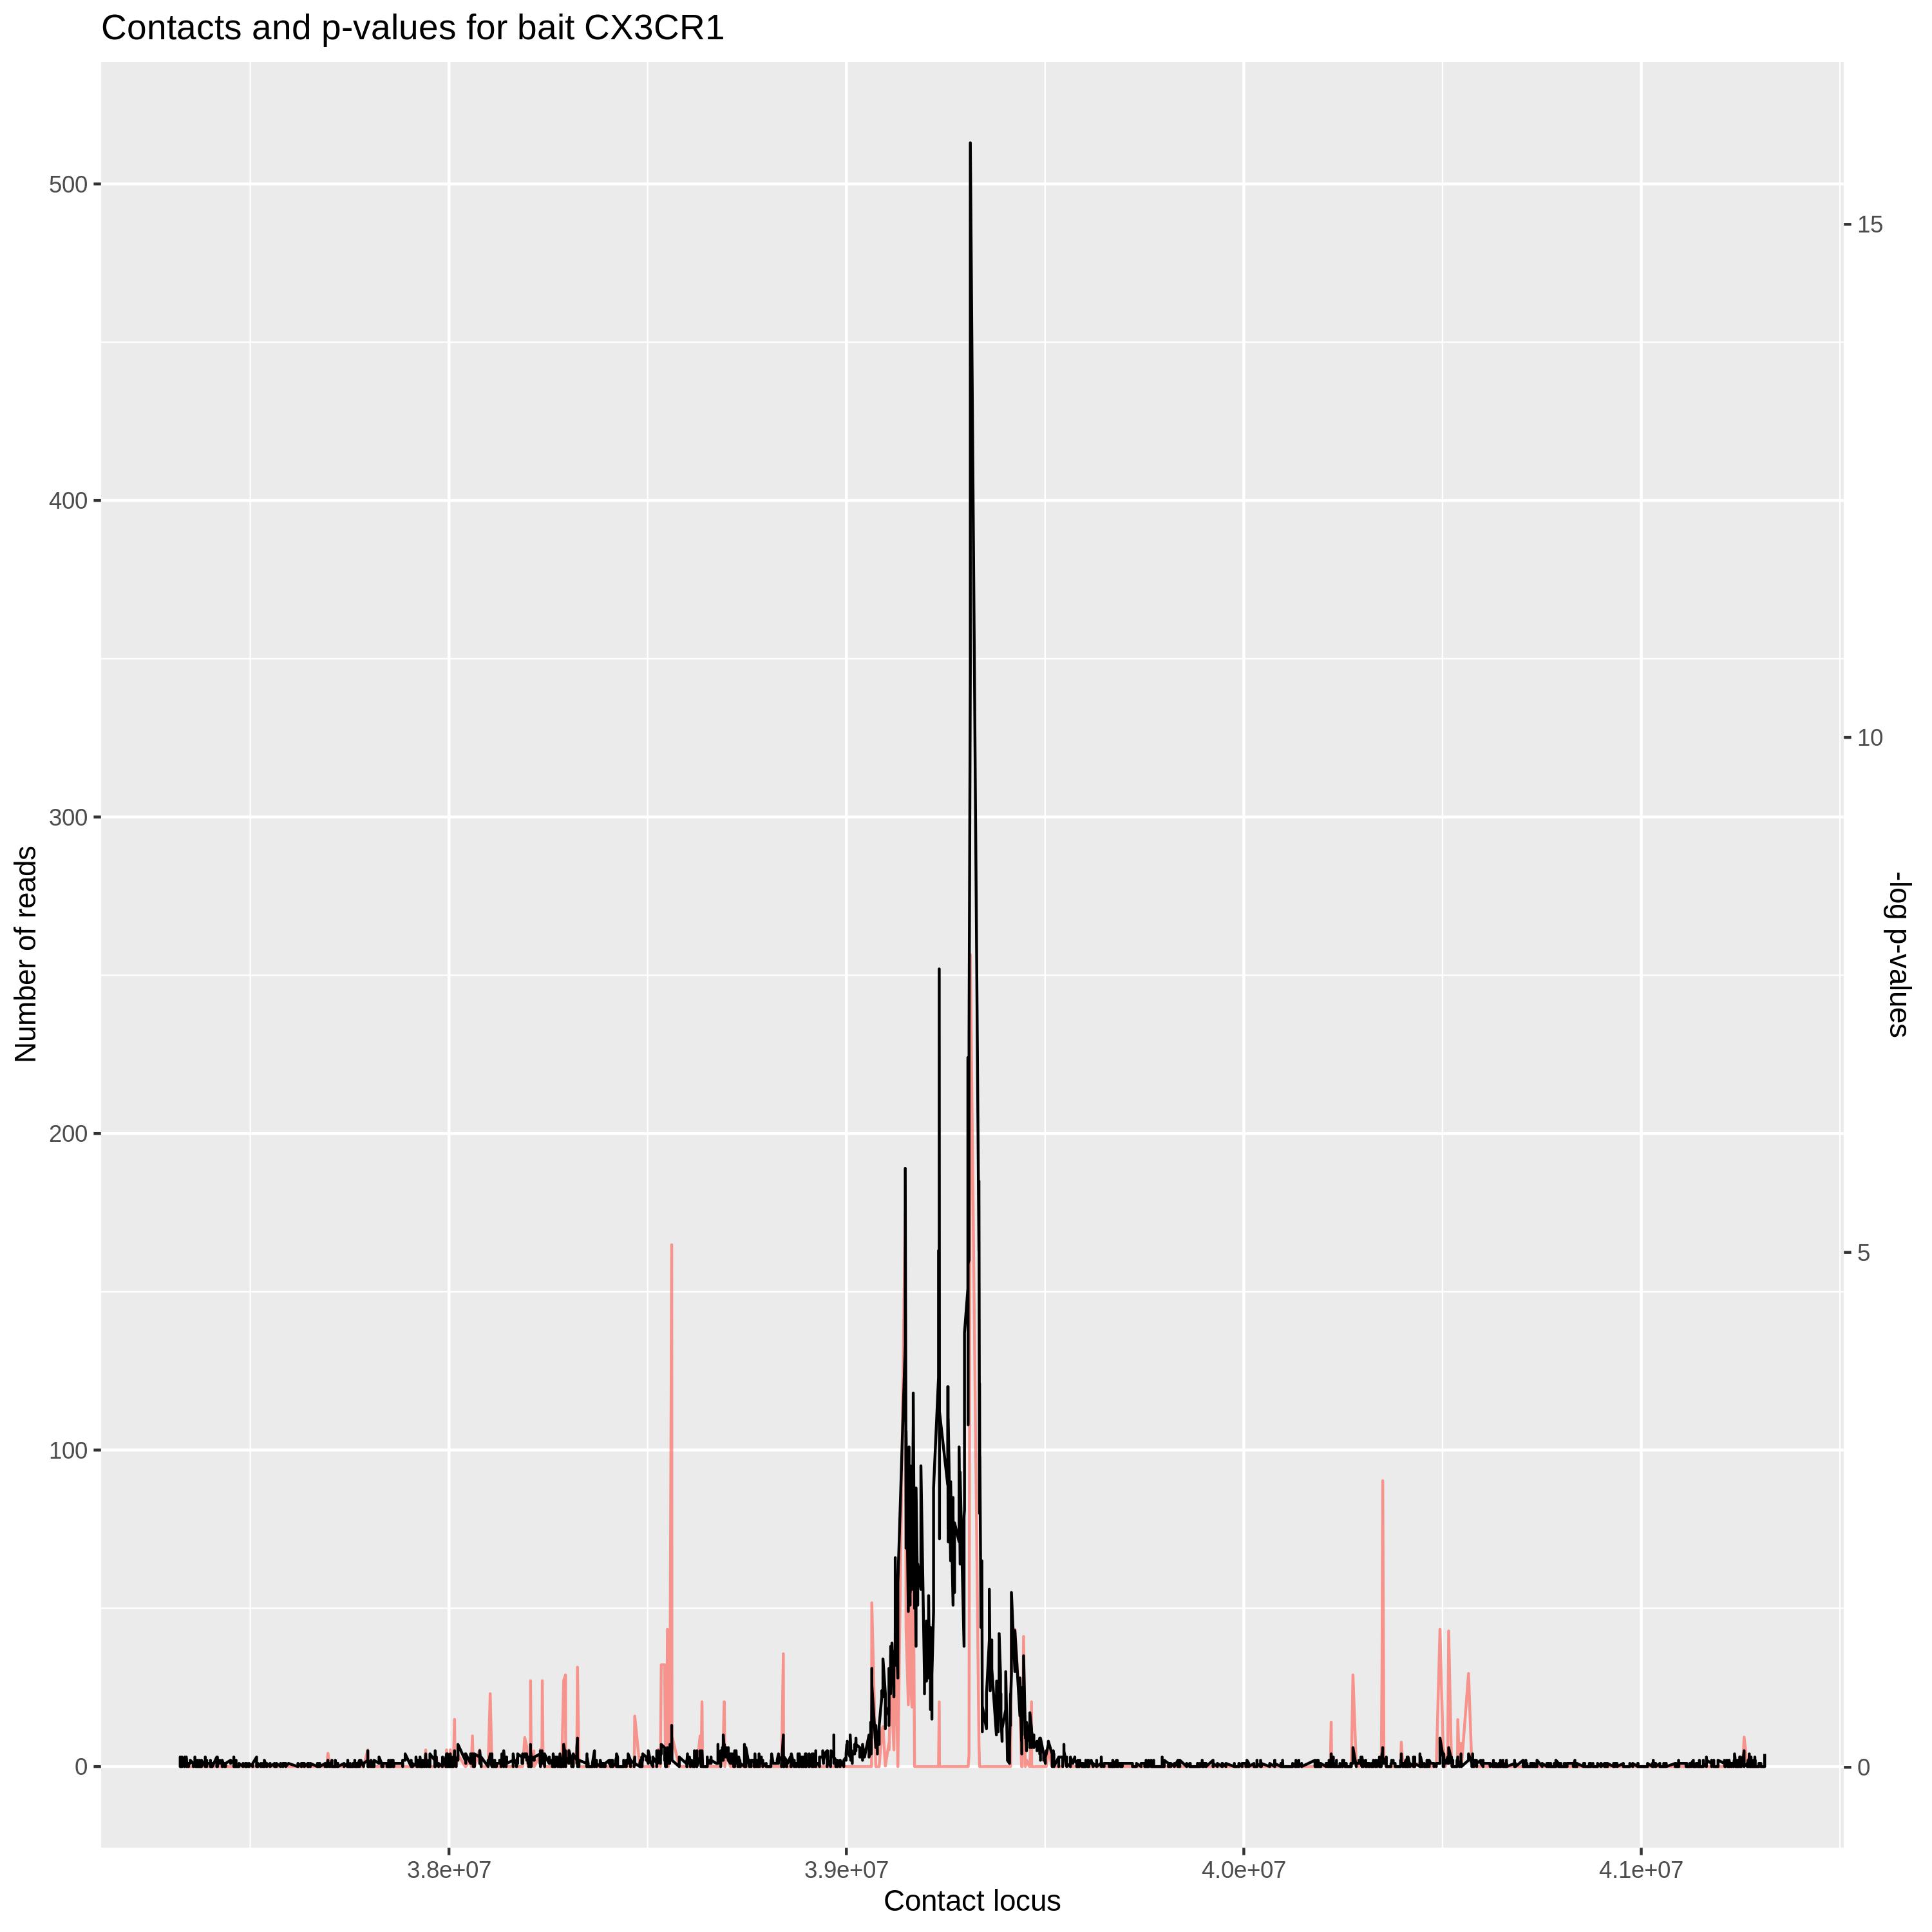 Contacts and p-values for bait CX3CR1
500
400
300
200
100
0
Number of reads
15
10
5
0
-log p-values
3.8e+07
3.9e+07
4.0e+07
4.1e+07
Contact locus